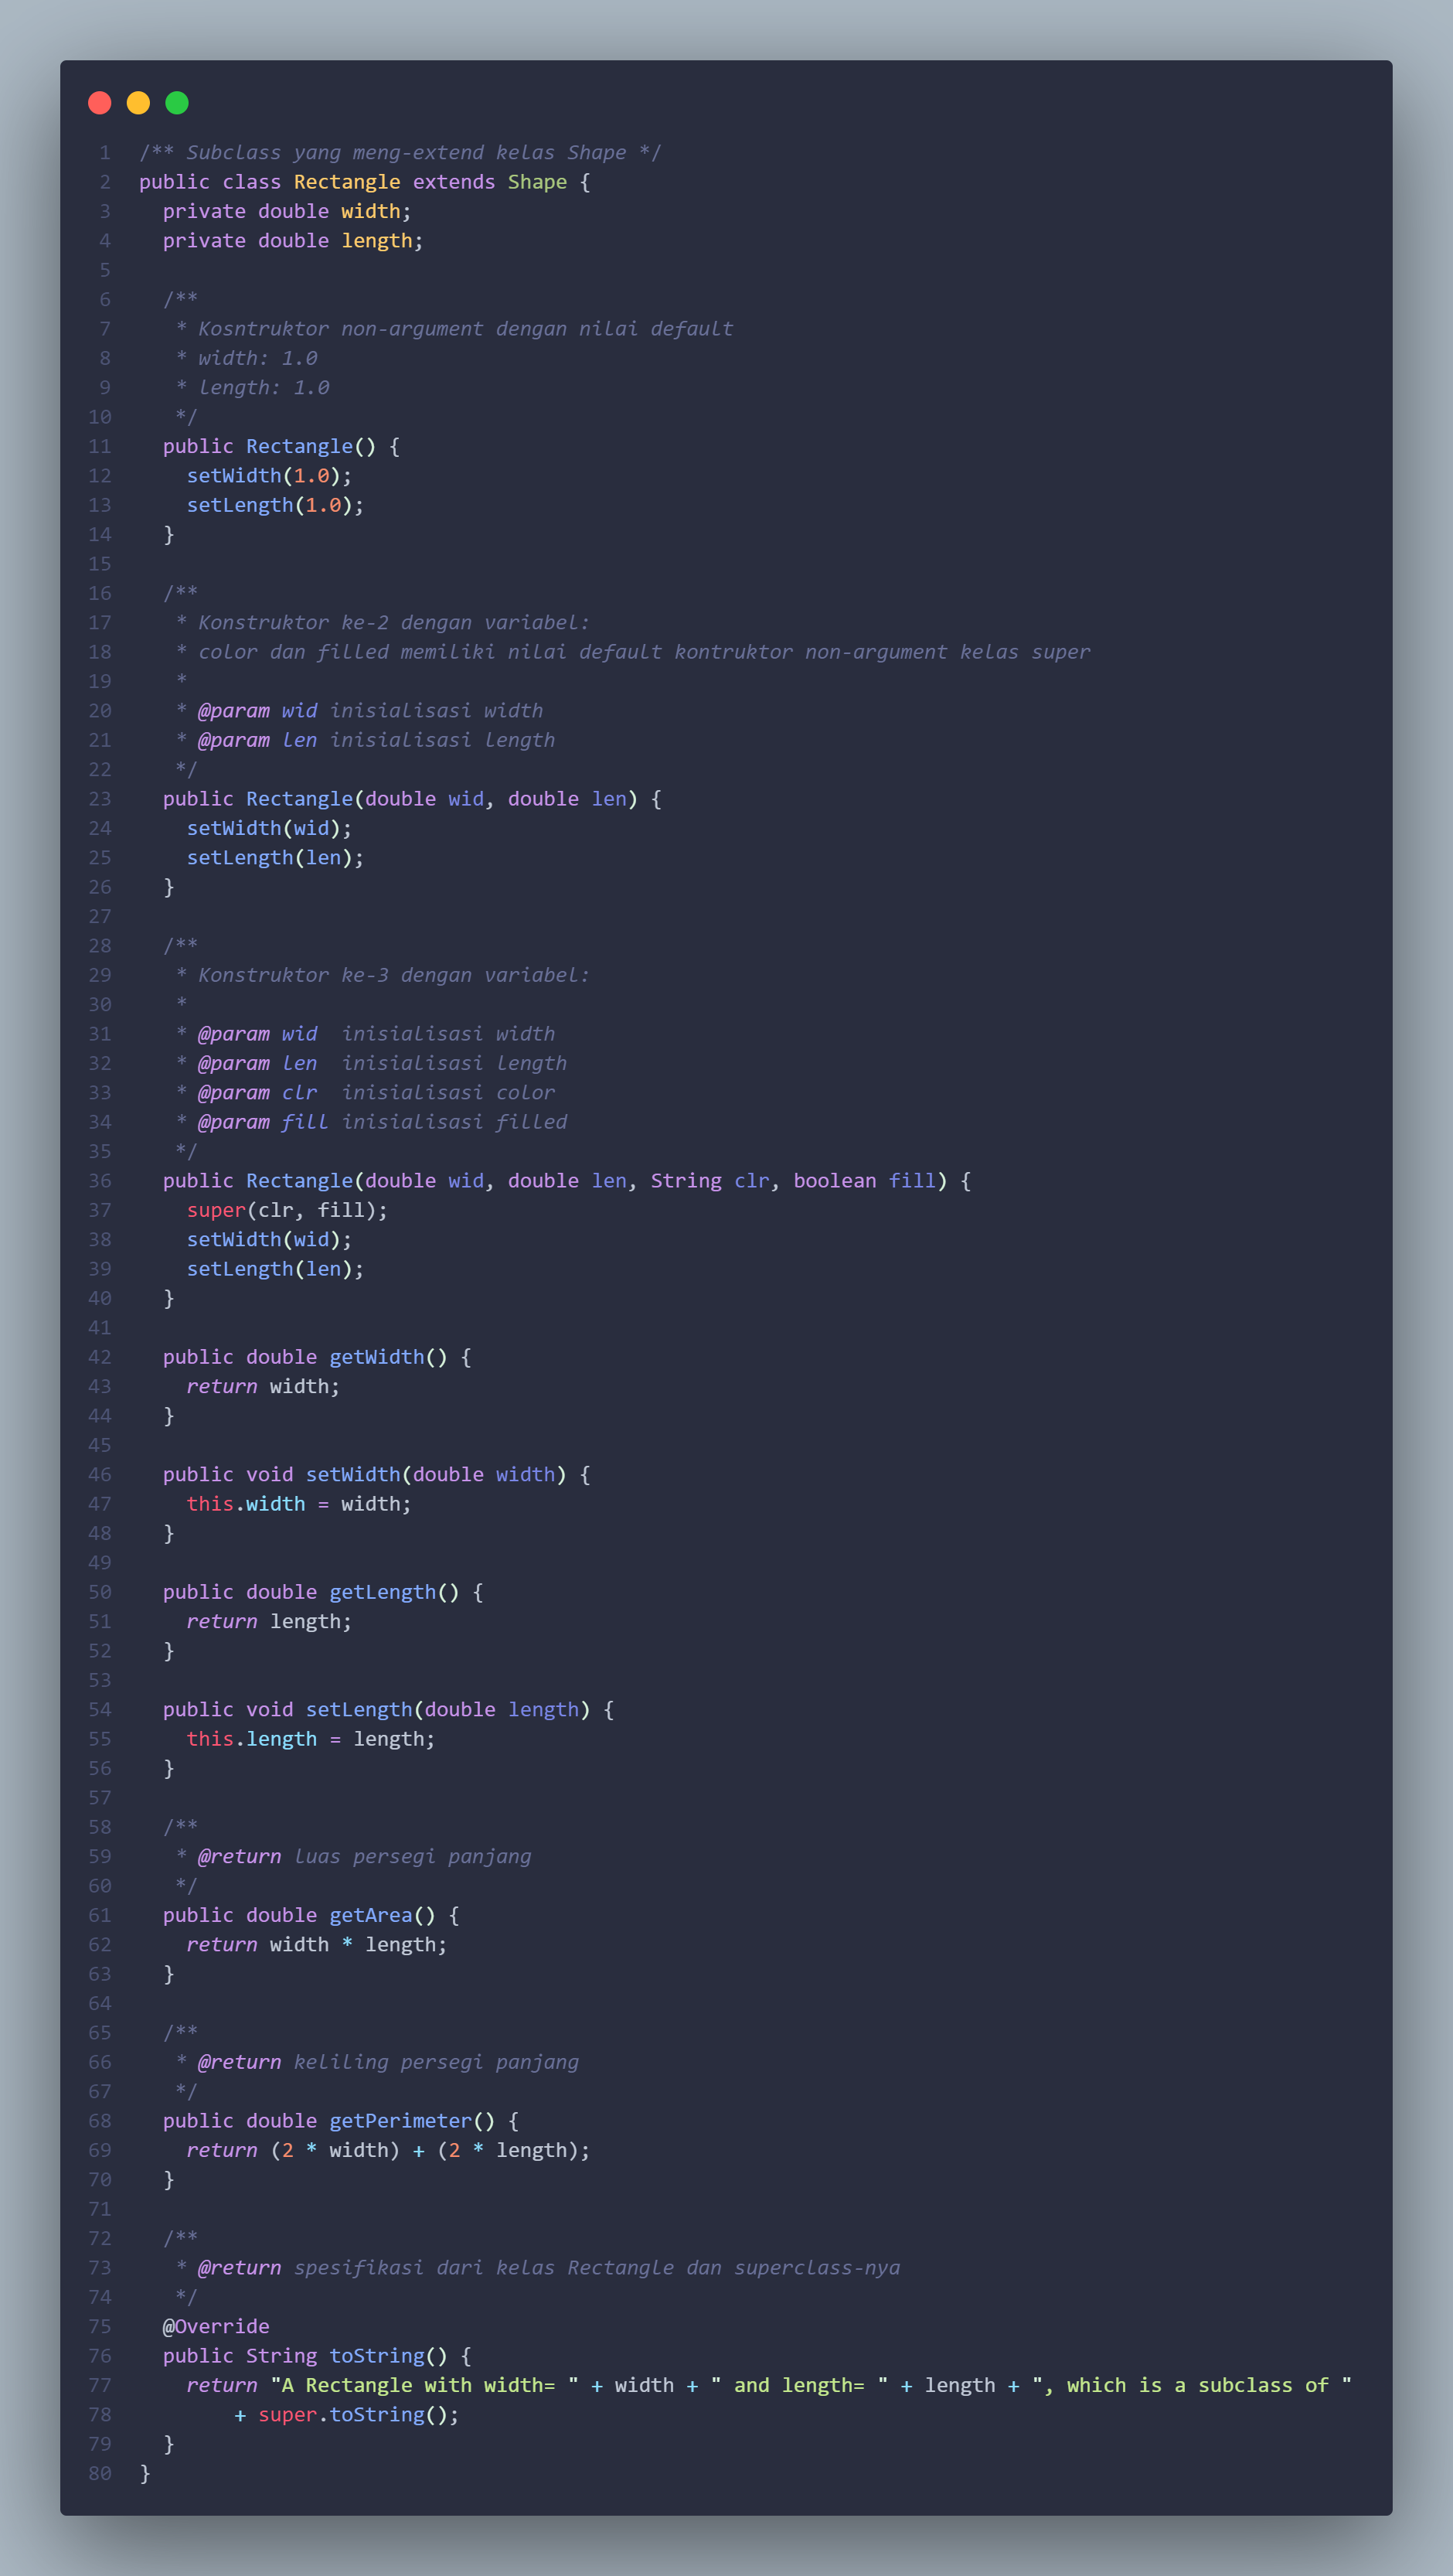 1 /** Subclass yang meng-extend kelas Shape */
2 public class Rectangle extends Shape {
3   private double width;
4   private double length;
5
6   /**
7    * Kosntruktor non-argument dengan nilai default
8    * width: 1.0
9    * length: 1.0
10    */
11   public Rectangle() {
12     setWidth(1.0);
13     setLength(1.0);
14   }
15
16   /**
17    * Konstruktor ke-2 dengan variabel:
18    * color dan filled memiliki nilai default kontruktor non-argument kelas super
19    *
20    * @param wid inisialisasi width
21    * @param len inisialisasi length
22    */
23   public Rectangle(double wid, double len) {
24     setWidth(wid);
25     setLength(len);
26   }
27
28   /**
29    * Konstruktor ke-3 dengan variabel:
30    *
31    * @param wid  inisialisasi width
32    * @param len  inisialisasi length
33    * @param clr  inisialisasi color
34    * @param fill inisialisasi filled
35    */
36   public Rectangle(double wid, double len, String clr, boolean fill) {
37     super(clr, fill);
38     setWidth(wid);
39     setLength(len);
40   }
41
42   public double getWidth() {
43     return width;
44   }
45
46   public void setWidth(double width) {
47     this.width = width;
48   }
49
50   public double getLength() {
51     return length;
52   }
53
54   public void setLength(double length) {
55     this.length = length;
56   }
57
58   /**
59    * @return luas persegi panjang
60    */
61   public double getArea() {
62     return width * length;
63   }
64
65   /**
66    * @return keliling persegi panjang
67    */
68   public double getPerimeter() {
69     return (2 * width) + (2 * length);
70   }
71
72   /**
73    * @return spesifikasi dari kelas Rectangle dan superclass-nya
74    */
75   @Override
76   public String toString() {
77     return "A Rectangle with width= " + width + " and length= " + length + ", which is a subclass of "
78         + super.toString();
79   }
80 }